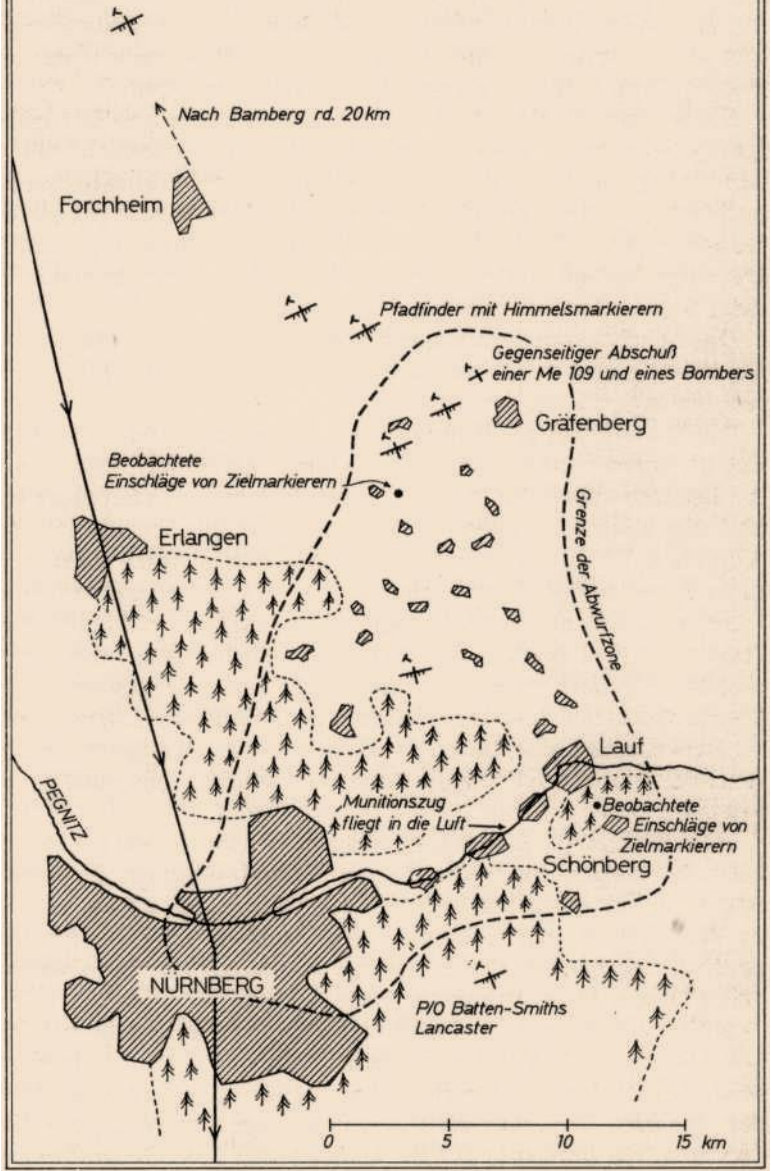 Nach Bamberg rd. 20 km
Forchheim
Pfadfinder mit Himmelsmarkierern
Gegenseitiger Abschuß
einer Me 109 und eines Bombers
Gräfenberg
Beobachtete
Einschläge von Zielmarkierern
Grenze der Abwurfzone
Erlangen
Lauf
PEGNITZ
Munitionszug
fliegt in die Luft
Beobachtete
Einschläge von
Zielmarkierern
Schönberg
NÜRNBERG
P/O Batten-Smiths
Lancaster
0 5 10 15 km